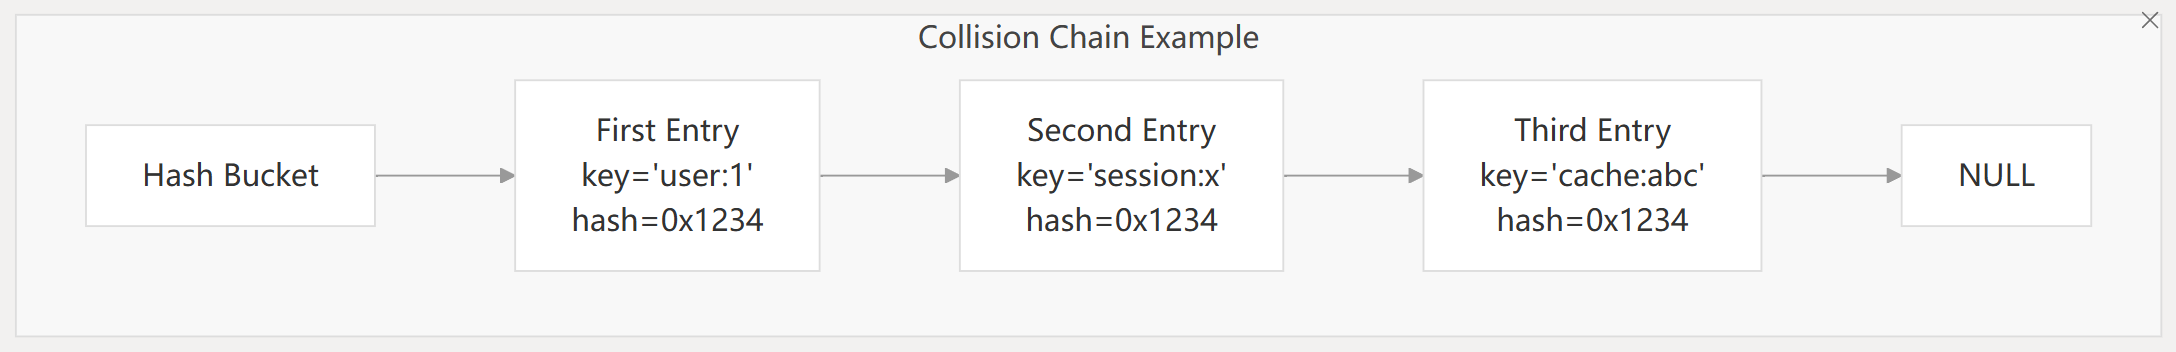 Collision Chain Example
Hash Bucket
First Entry
key='user:1'
hash=0x1234
Second Entry
key='session:x'
hash=0x1234
Third Entry
key='cache:abc'
hash=0x1234
NULL